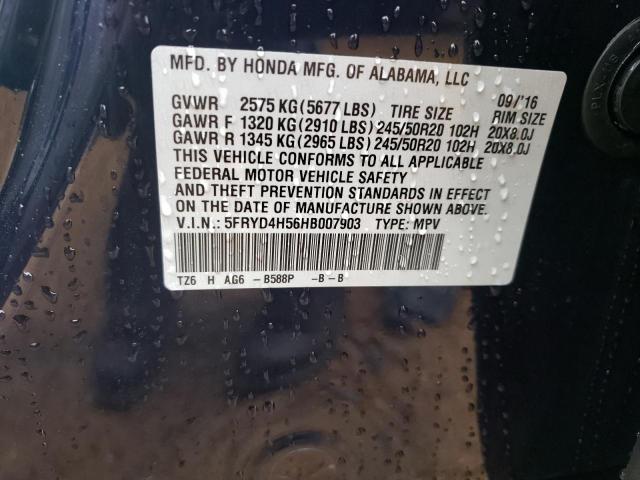 MFD. BY HONDA MFG. OF ALABAMA, LLC
GVWR 2575 KG(5677 LBS) TIRE SIZE 09/'16 RIM SIZE
GAWR F 1320 KG(2910 LBS) 245/50R20 102H 20X8.0J
GAWR R 1345 KG(2965 LBS) 245/50R20 102H 20X8.0J
THIS VEHICLE CONFORMS TO ALL APPLICABLE
FEDERAL MOTOR VEHICLE SAFETY
AND THEFT PREVENTION STANDARDS IN EFFECT
ON THE DATE OF MANUFACTURE SHOWN ABOVE.
V.I.N.: 5FRYD4H56HB007903 TYPE: MPV
TZ6 H AG6 -B588P -B-B